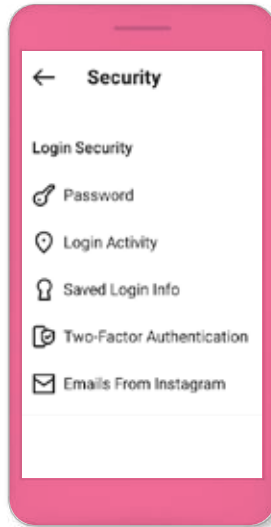 Security
Login Security
Password
Login Activity
Saved Login Info
Two-Factor Authentication
Emails From Instagram